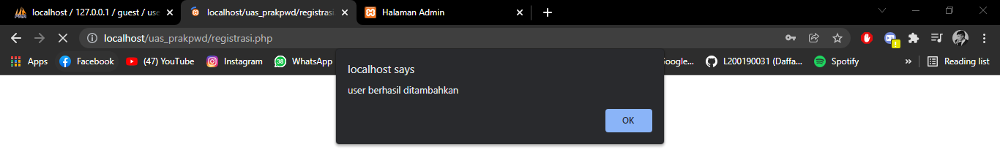 localhost / 127.0.0.1 / guest / use
localhost/uas_prakpwd/registrasi
Halaman Admin
localhost/uas_prakpwd/registrasi.php
Apps
Facebook
(47) YouTube
Instagram
38
WhatsApp
Google...
L200190031 (Daffa...
Spotify
»
Reading list
localhost says
user berhasil ditambahkan
OK